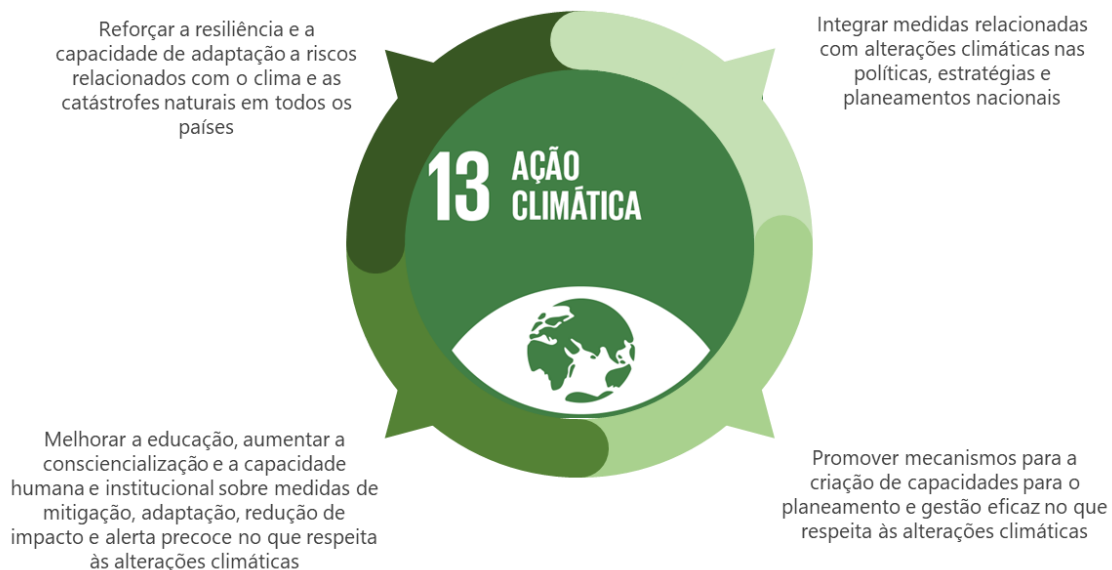 Reforçar a resiliência e a
capacidade de adaptação a riscos
relacionados com o clima e as
catástrofes naturais em todos os
países
Integrar medidas relacionadas
com alterações climáticas nas
políticas, estratégias e
planeamentos nacionais
13 AÇÃO
CLIMÁTICA
Melhorar a educação, aumentar a
consciencialização e a capacidade
humana e institucional sobre medidas de
mitigação, adaptação, redução de
impacto e alerta precoce no que respeita
às alterações climáticas
Promover mecanismos para a
criação de capacidades para o
planeamento e gestão eficaz no que
respeita às alterações climáticas